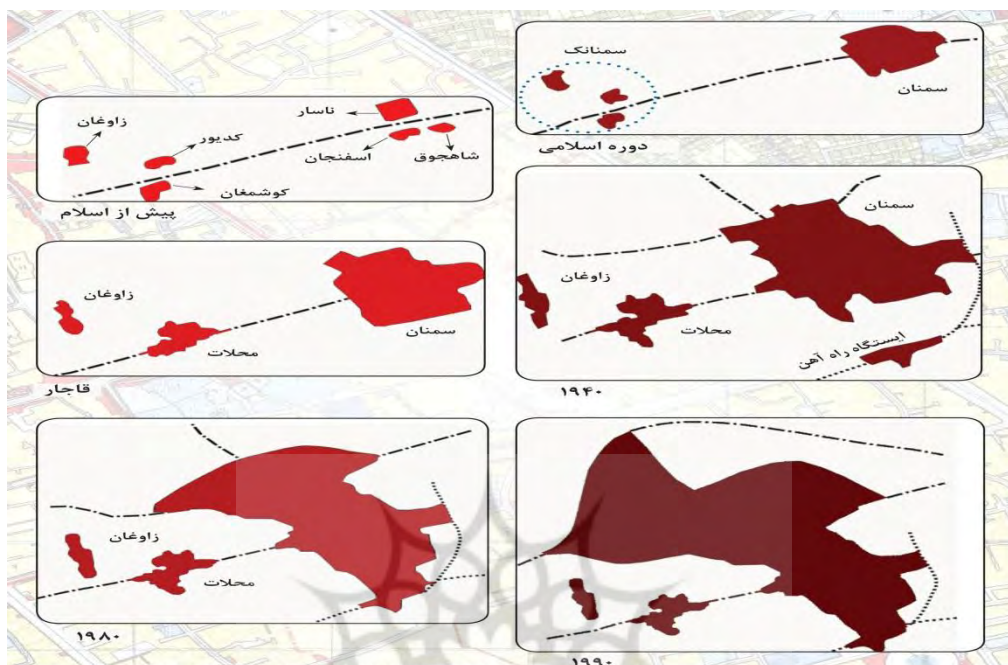 سمنانک
سمنان
دوره اسلامی
زاوغان
کدیور
ناسار
اسفنجان
شاهجوق
کوشمغان
پیش از اسلام
سمنان
زاوغان
محلات
ایستگاه راه آهن
۱۹۴۰
زاوغان
محلات
سمنان
قاجار
زاوغان
محلات
۱۹۸۰
۱۹۹۰